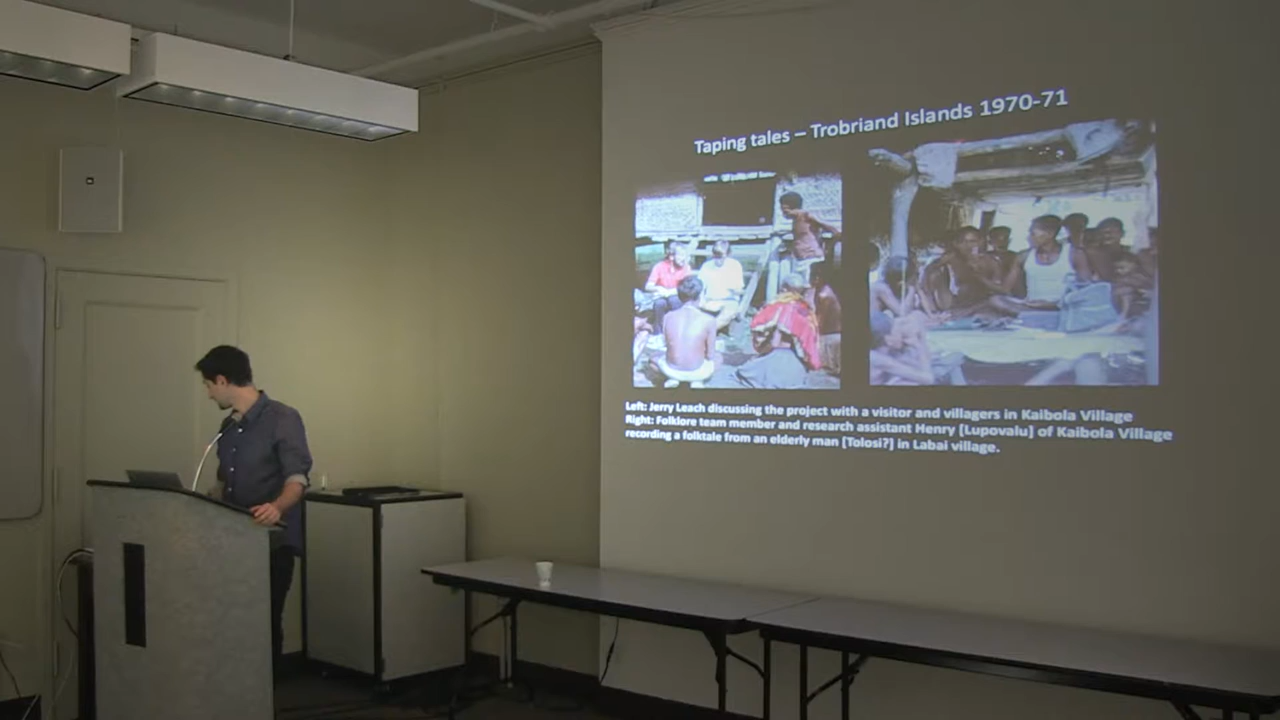 Taping tales – Trobriand Islands 1970-71
Left: Jerry Leach discussing the project with a visitor and villagers in Kaibola Village
Right: Folklore team member and research assistant Henry [Lupovalu] of Kaibola Village
recording a folktale from an elderly man [Tolosi?] in Labai village.